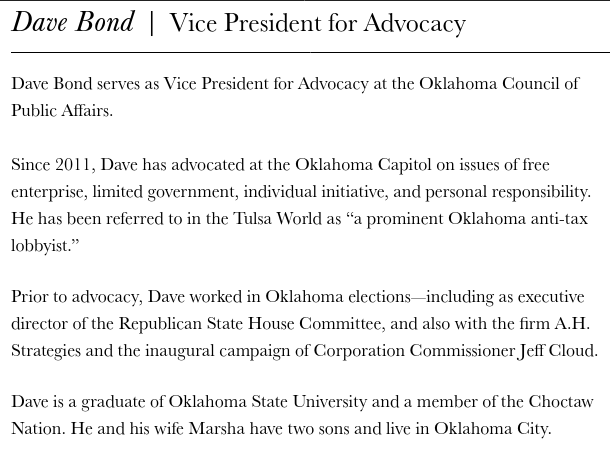 Dave Bond | Vice President for Advocacy
Dave Bond serves as Vice President for Advocacy at the Oklahoma Council of
Public Affairs.
Since 2011, Dave has advocated at the Oklahoma Capitol on issues of free
enterprise, limited government, individual initiative, and personal responsibility.
He has been referred to in the Tulsa World as “a prominent Oklahoma anti-tax
lobbyist.”
Prior to advocacy, Dave worked in Oklahoma elections—including as executive
director of the Republican State House Committee, and also with the firm A.H.
Strategies and the inaugural campaign of Corporation Commissioner Jeff Cloud.
Dave is a graduate of Oklahoma State University and a member of the Choctaw
Nation. He and his wife Marsha have two sons and live in Oklahoma City.